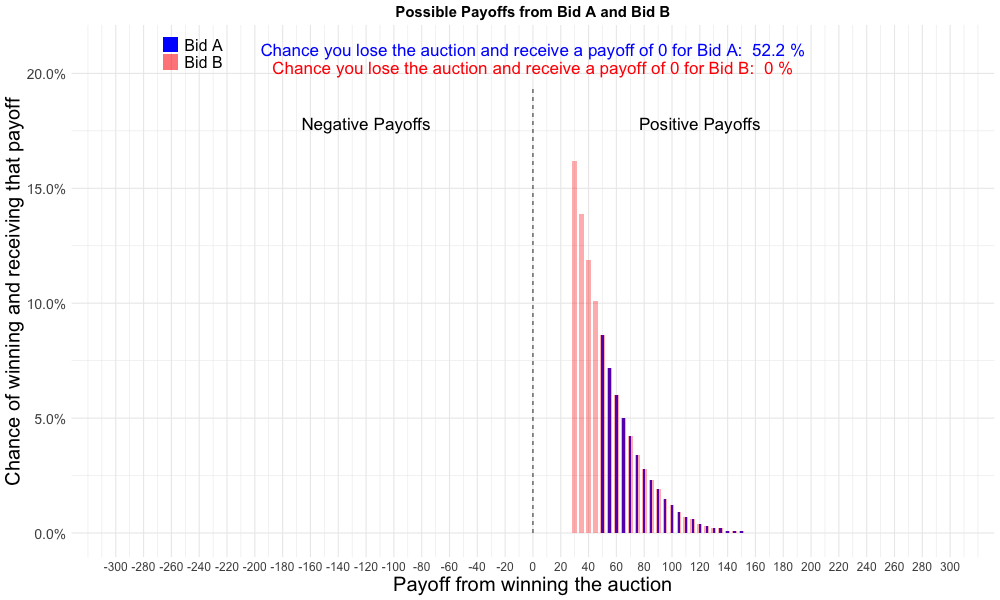 Possible Payoffs from Bid A and Bid B
Bid A
Bid B
Chance you lose the auction and receive a payoff of 0 for Bid A:  52.2 %
Chance you lose the auction and receive a payoff of 0 for Bid B:  0 %
Negative Payoffs
Positive Payoffs
Chance of winning and receiving that payoff
20.0%
15.0%
10.0%
5.0%
0.0%
-300 -280 -260 -240 -220 -200 -180 -160 -140 -120 -100 -80 -60 -40 -20 0 20 40 60 80 100 120 140 160 180 200 220 240 260 280 300
Payoff from winning the auction